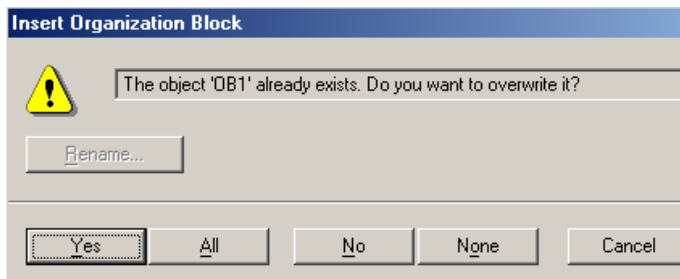 Insert Organization Block
The object 'OB1' already exists. Do you want to overwrite it?
Rename...
Yes All No None Cancel